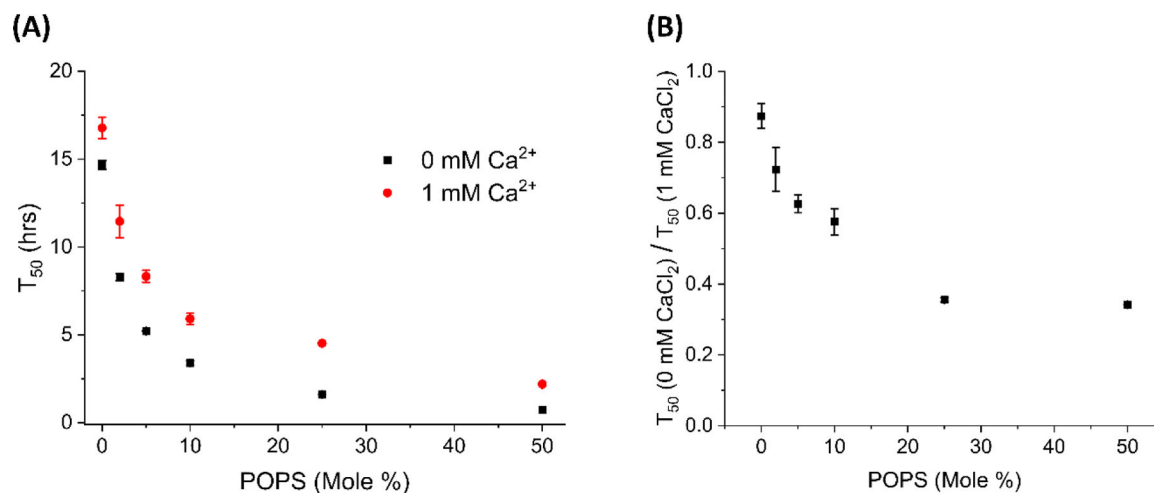 (A)
20
15
10
5
0
T₅₀ (hrs)
0 mM Ca²⁺
1 mM Ca²⁺
0 10 20 30 40 50
POPS (Mole %)
(B)
1.0
0.8
0.6
0.4
0.2
0.0
T₅₀ (0 mM CaCl₂) / T₅₀ (1 mM CaCl₂)
0 10 20 30 40 50
POPS (Mole %)